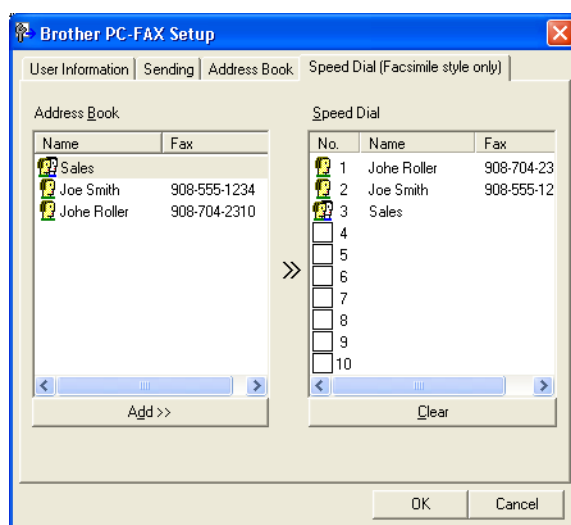 Brother PC-FAX Setup
User Information Sending Address Book Speed Dial (Facsimile style only)
Address Book Speed Dial
Name Fax No. Name Fax
Sales 1 Johe Roller 908-704-23
Joe Smith 908-555-1234 2 Joe Smith 908-555-12
Johe Roller 908-704-2310 3 Sales
4
5
6
7
8
9
10
Add >> Clear
OK Cancel